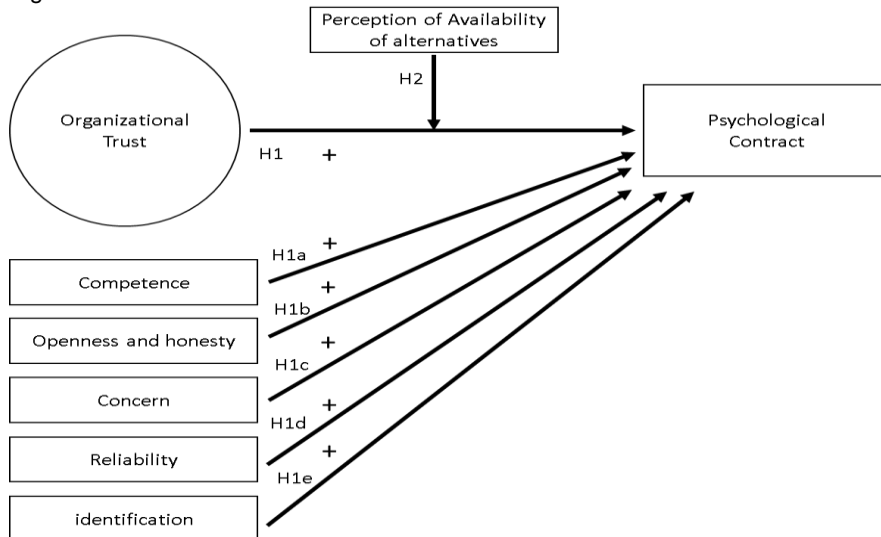 Perception of Availability
of alternatives
H2
Organizational
Trust
Psychological
Contract
H1
+
+
H1a
Competence
+
H1b
Openness and honesty
+
H1c
Concern
+
H1d
Reliability
+
H1e
identification